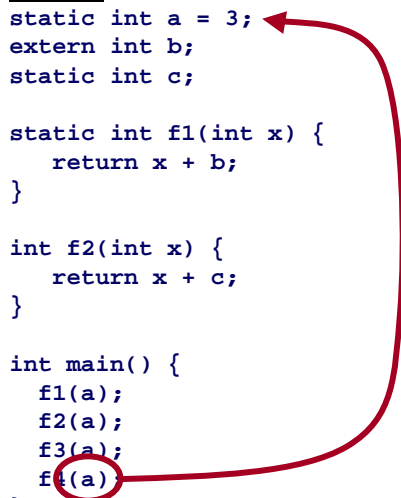 static int a = 3;
extern int b;
static int c;
static int f1(int x) {
return x + b;
}
int f2(int x) {
return x + c;
}
int main() {
f1(a);
f2(a);
f3(a);
f4(a);